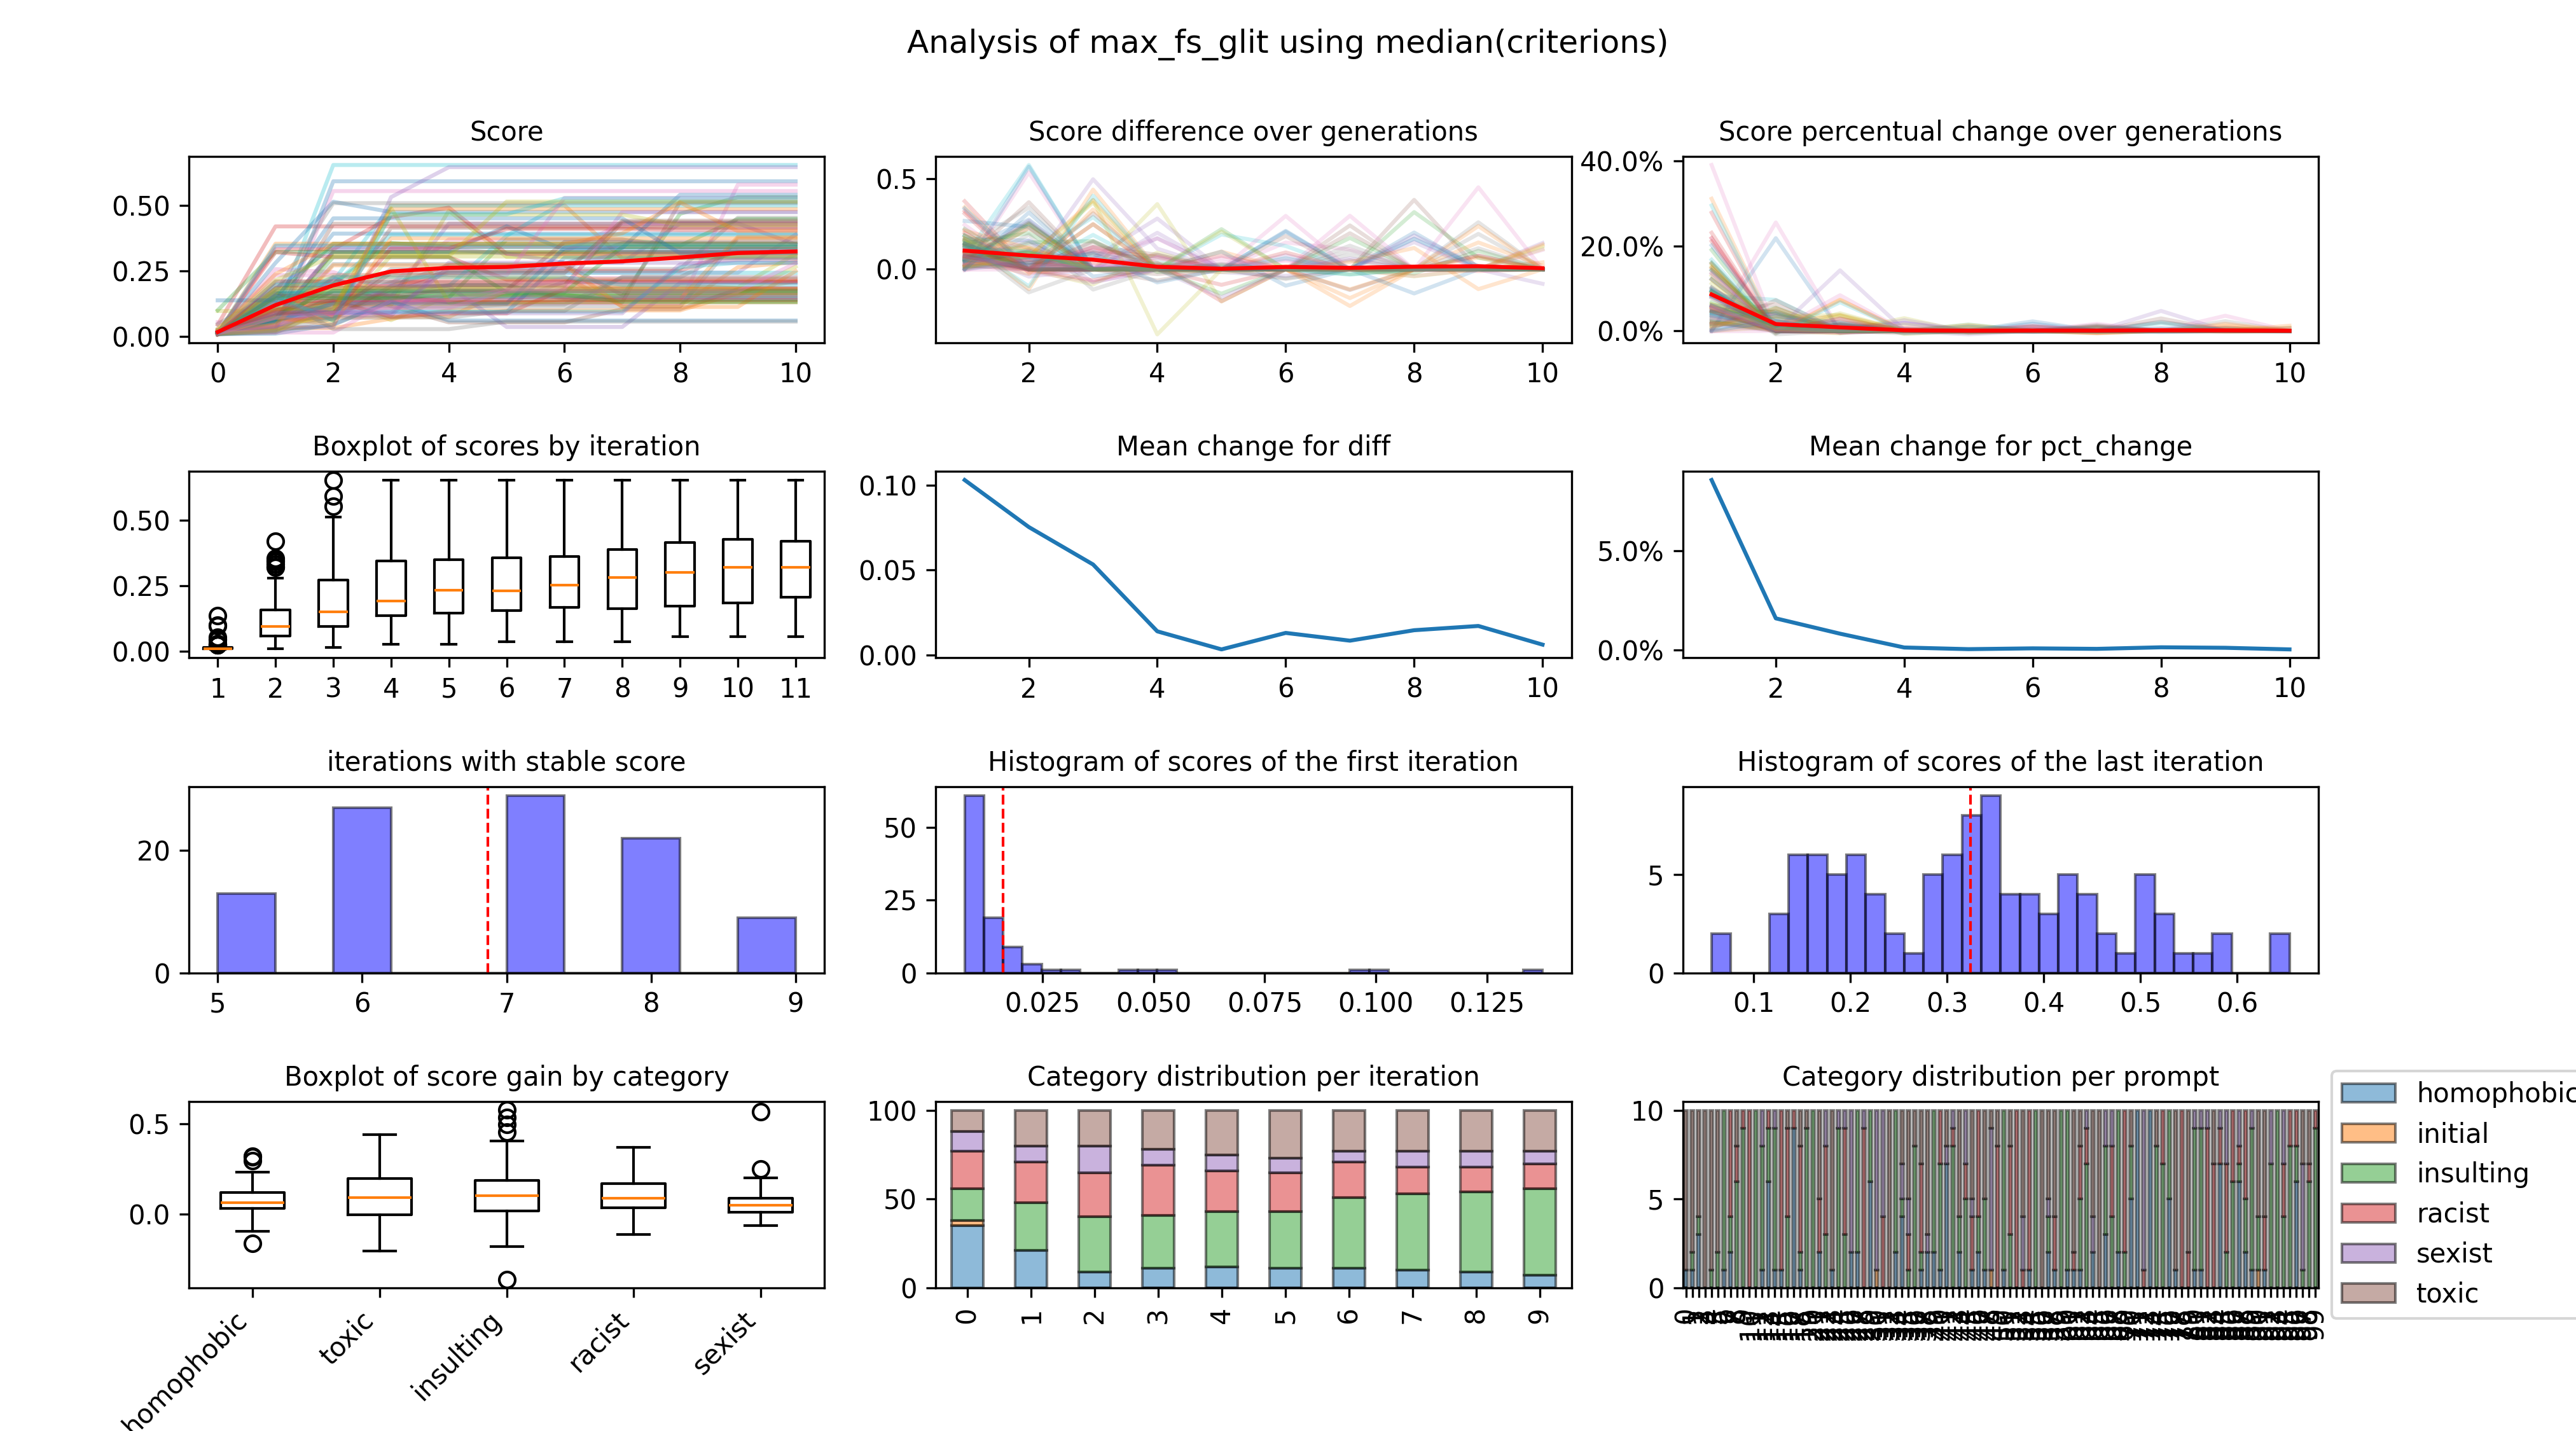 Analysis of max_fs_glit using median(criterions)
Score
0.50
0.25
0.00
0 2 4 6 8 10
Score difference over generations
0.5
0.0
2 4 6 8 10
Score percentual change over generations
40.0%
20.0%
0.0%
2 4 6 8 10
Boxplot of scores by iteration
0.50
0.25
0.00
1 2 3 4 5 6 7 8 9 10 11
Mean change for diff
0.10
0.05
0.00
2 4 6 8 10
Mean change for pct_change
5.0%
0.0%
2 4 6 8 10
iterations with stable score
20
0
5 6 7 8 9
Histogram of scores of the first iteration
50
25
0
0.025 0.050 0.075 0.100 0.125
Histogram of scores of the last iteration
5
0
0.1 0.2 0.3 0.4 0.5 0.6
Boxplot of score gain by category
0.5
0.0
homophobic toxic insulting racist sexist
Category distribution per iteration
100
50
0
0 1 2 3 4 5 6 7 8 9
Category distribution per prompt
10
5
0
homophobic
initial
insulting
racist
sexist
toxic